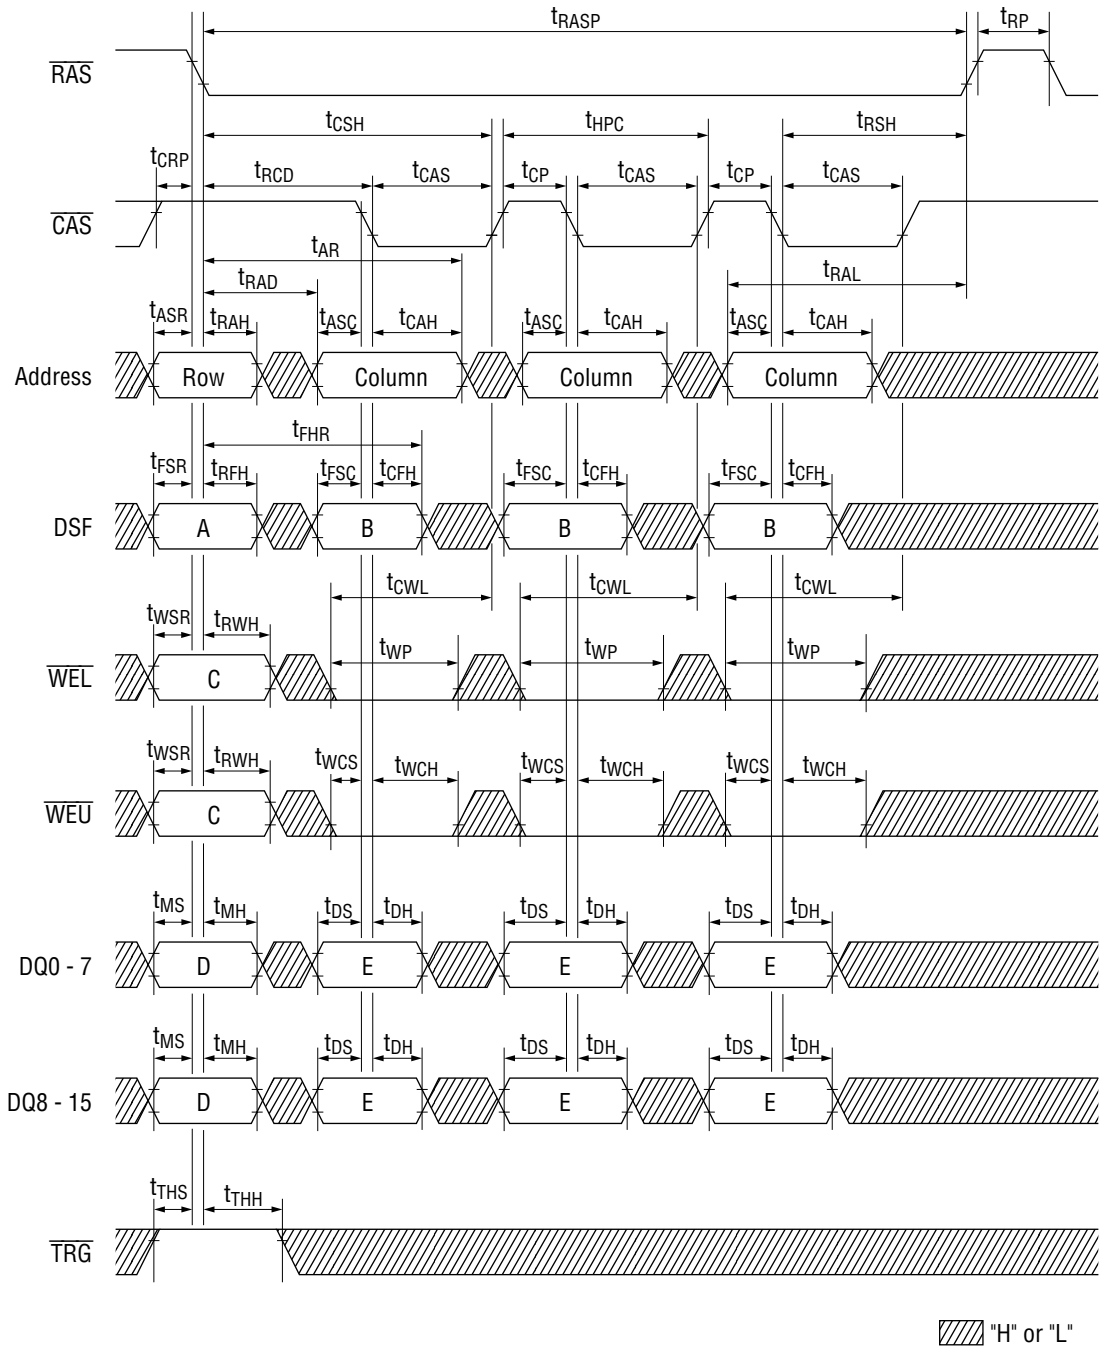 tRASP tRP
RAS
tCSH tHPC tRSH
tCRP tRCD tCAS tCP tCAS tCP tCAS
CAS
tAR
tRAD tRAL
tASR tRAH tASC tCAH tASC tCAH tASC tCAH
Address Row Column Column Column
tFHR
tFSR tRFH tFSC tCFH tFSC tCFH tFSC tCFH
DSF A B B B
tCWL tCWL tCWL
tWSR tRWH tWP tWP tWP
WEL C
tWSR tRWH tWCS tWCH tWCS tWCH tWCS tWCH
WEU C
tMS tMH tDS tDH tDS tDH tDS tDH
DQ0 - 7 D E E E
tMS tMH tDS tDH tDS tDH tDS tDH
DQ8 - 15 D E E E
tTHS tTHH
TRG
"H" or "L"